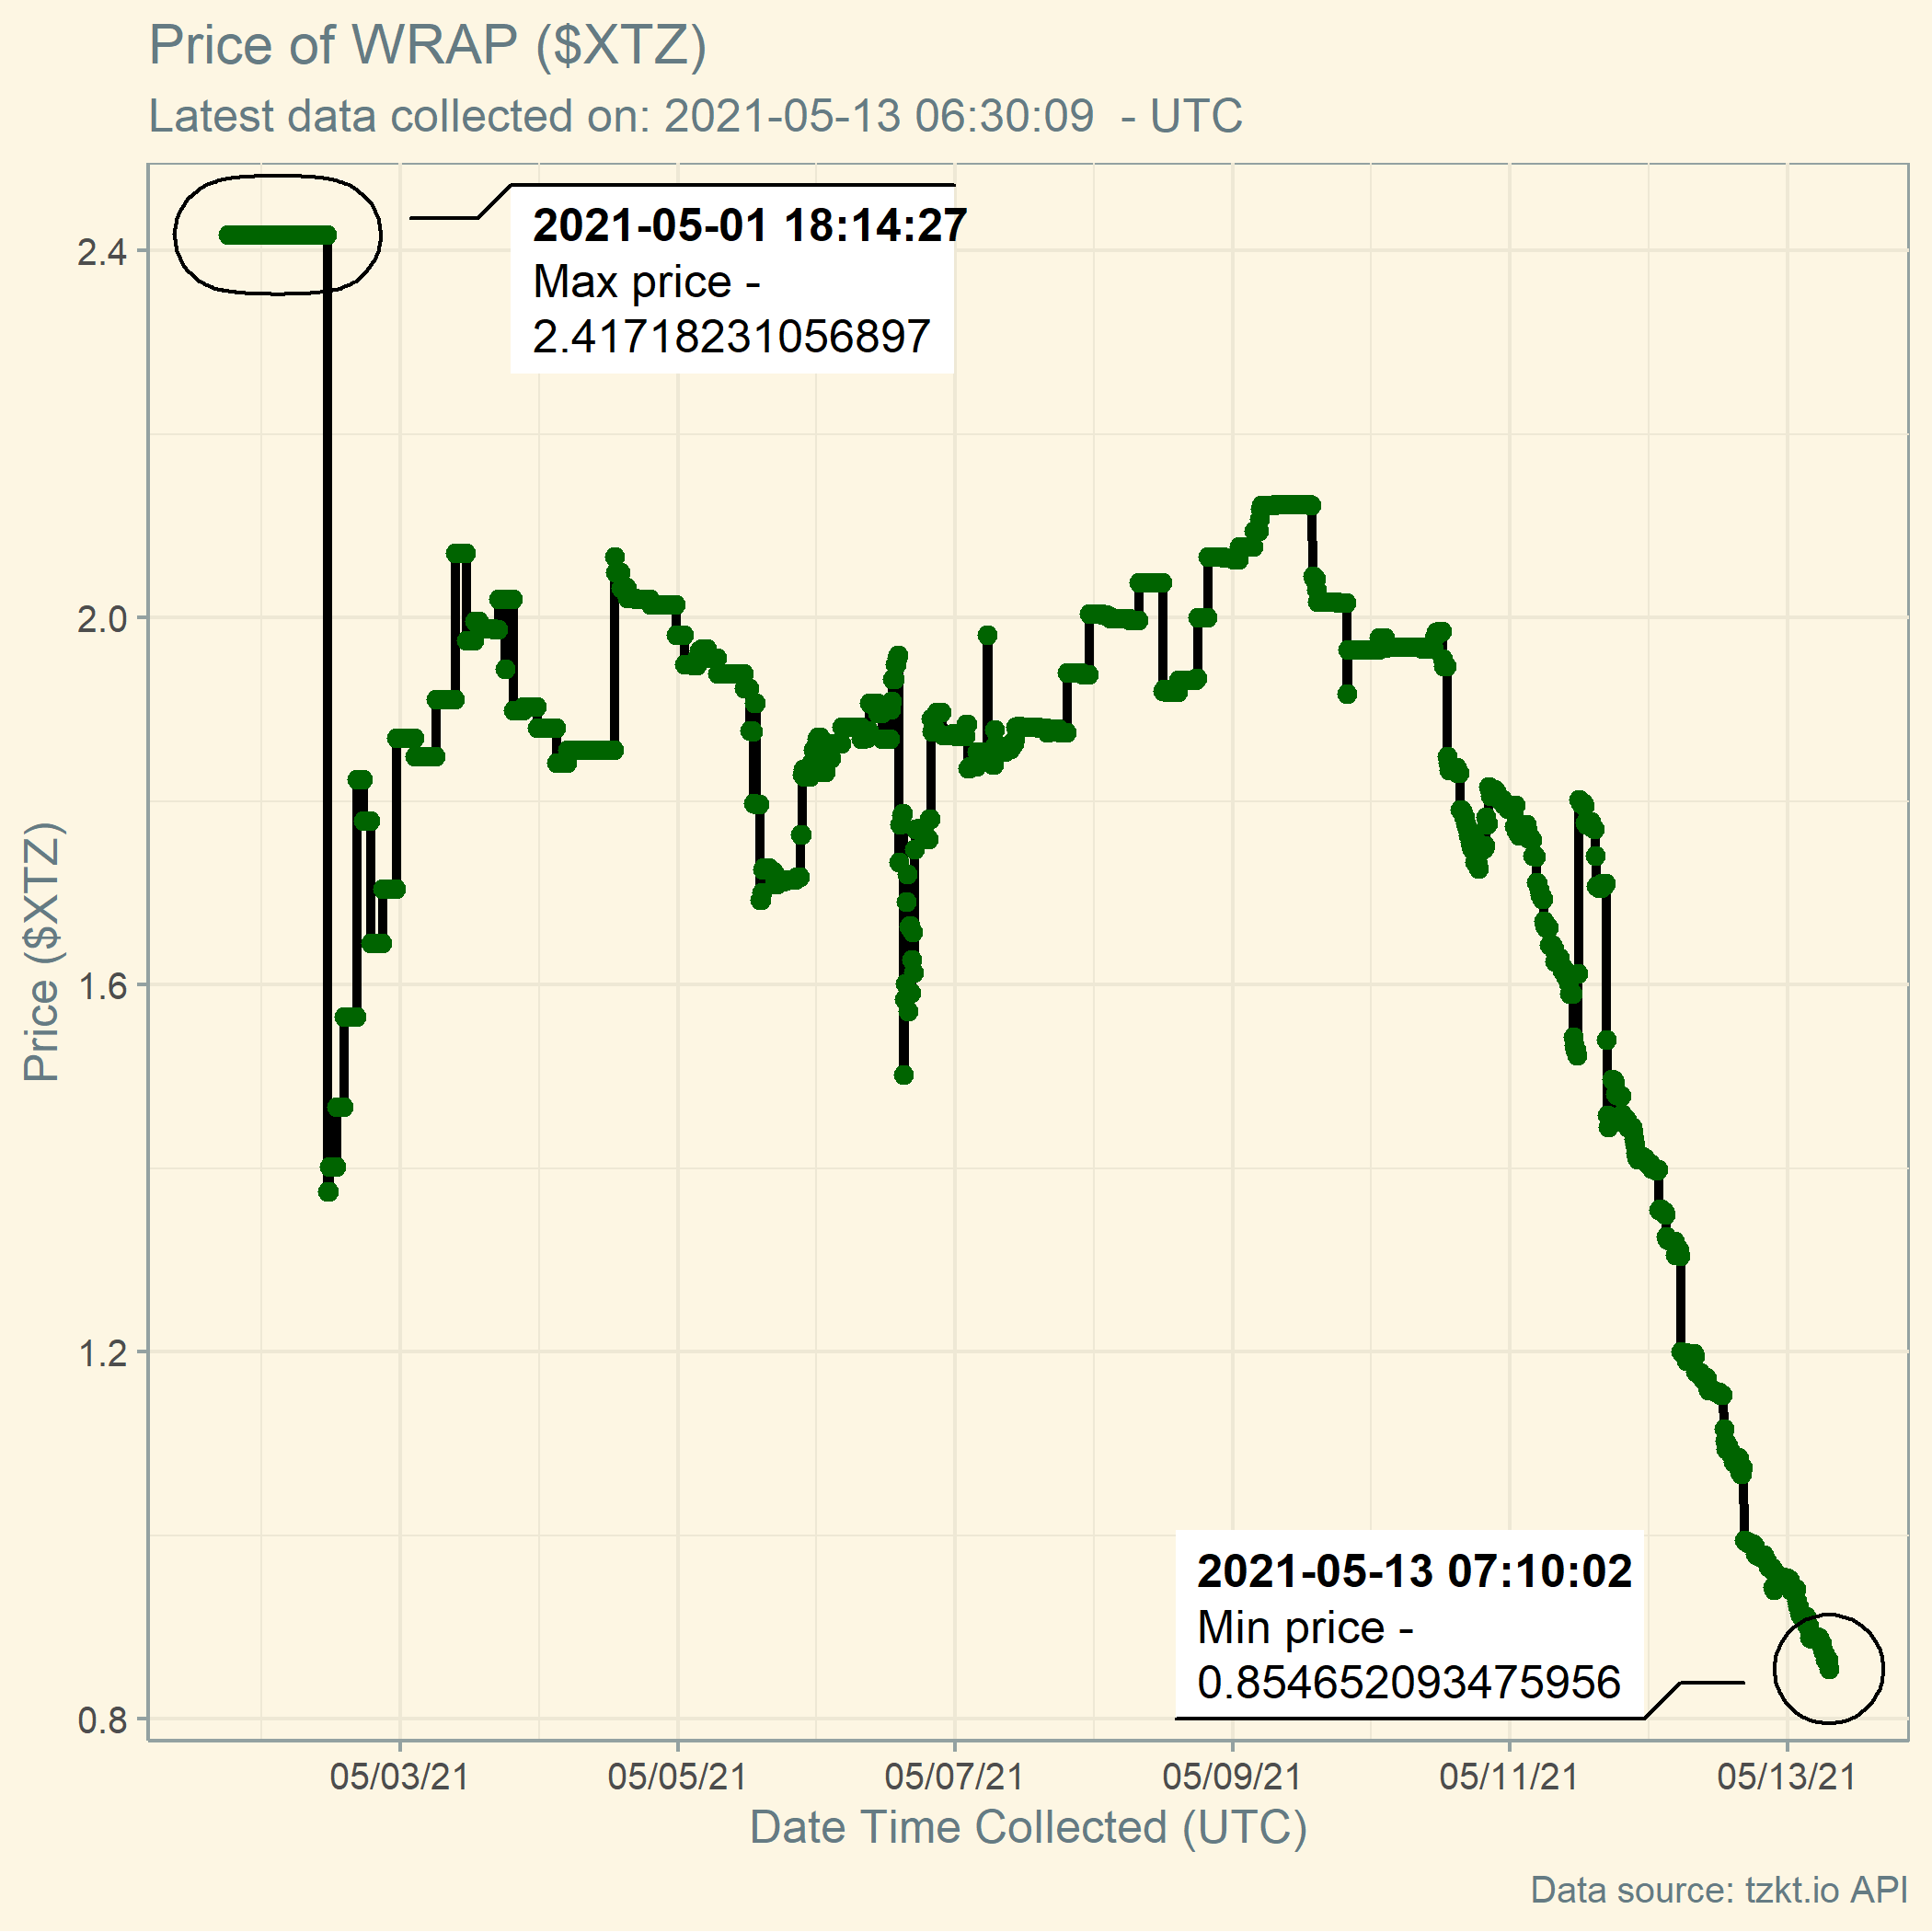 Price of WRAP ($XTZ)
Latest data collected on: 2021-05-13 06:30:09  - UTC
2021-05-01 18:14:27
Max price -
2.41718231056897
2.4
2.0
1.6
1.2
0.8
Price ($XTZ)
2021-05-13 07:10:02
Min price -
0.854652093475956
05/03/21
05/05/21
05/07/21
05/09/21
05/11/21
05/13/21
Date Time Collected (UTC)
Data source: tzkt.io API